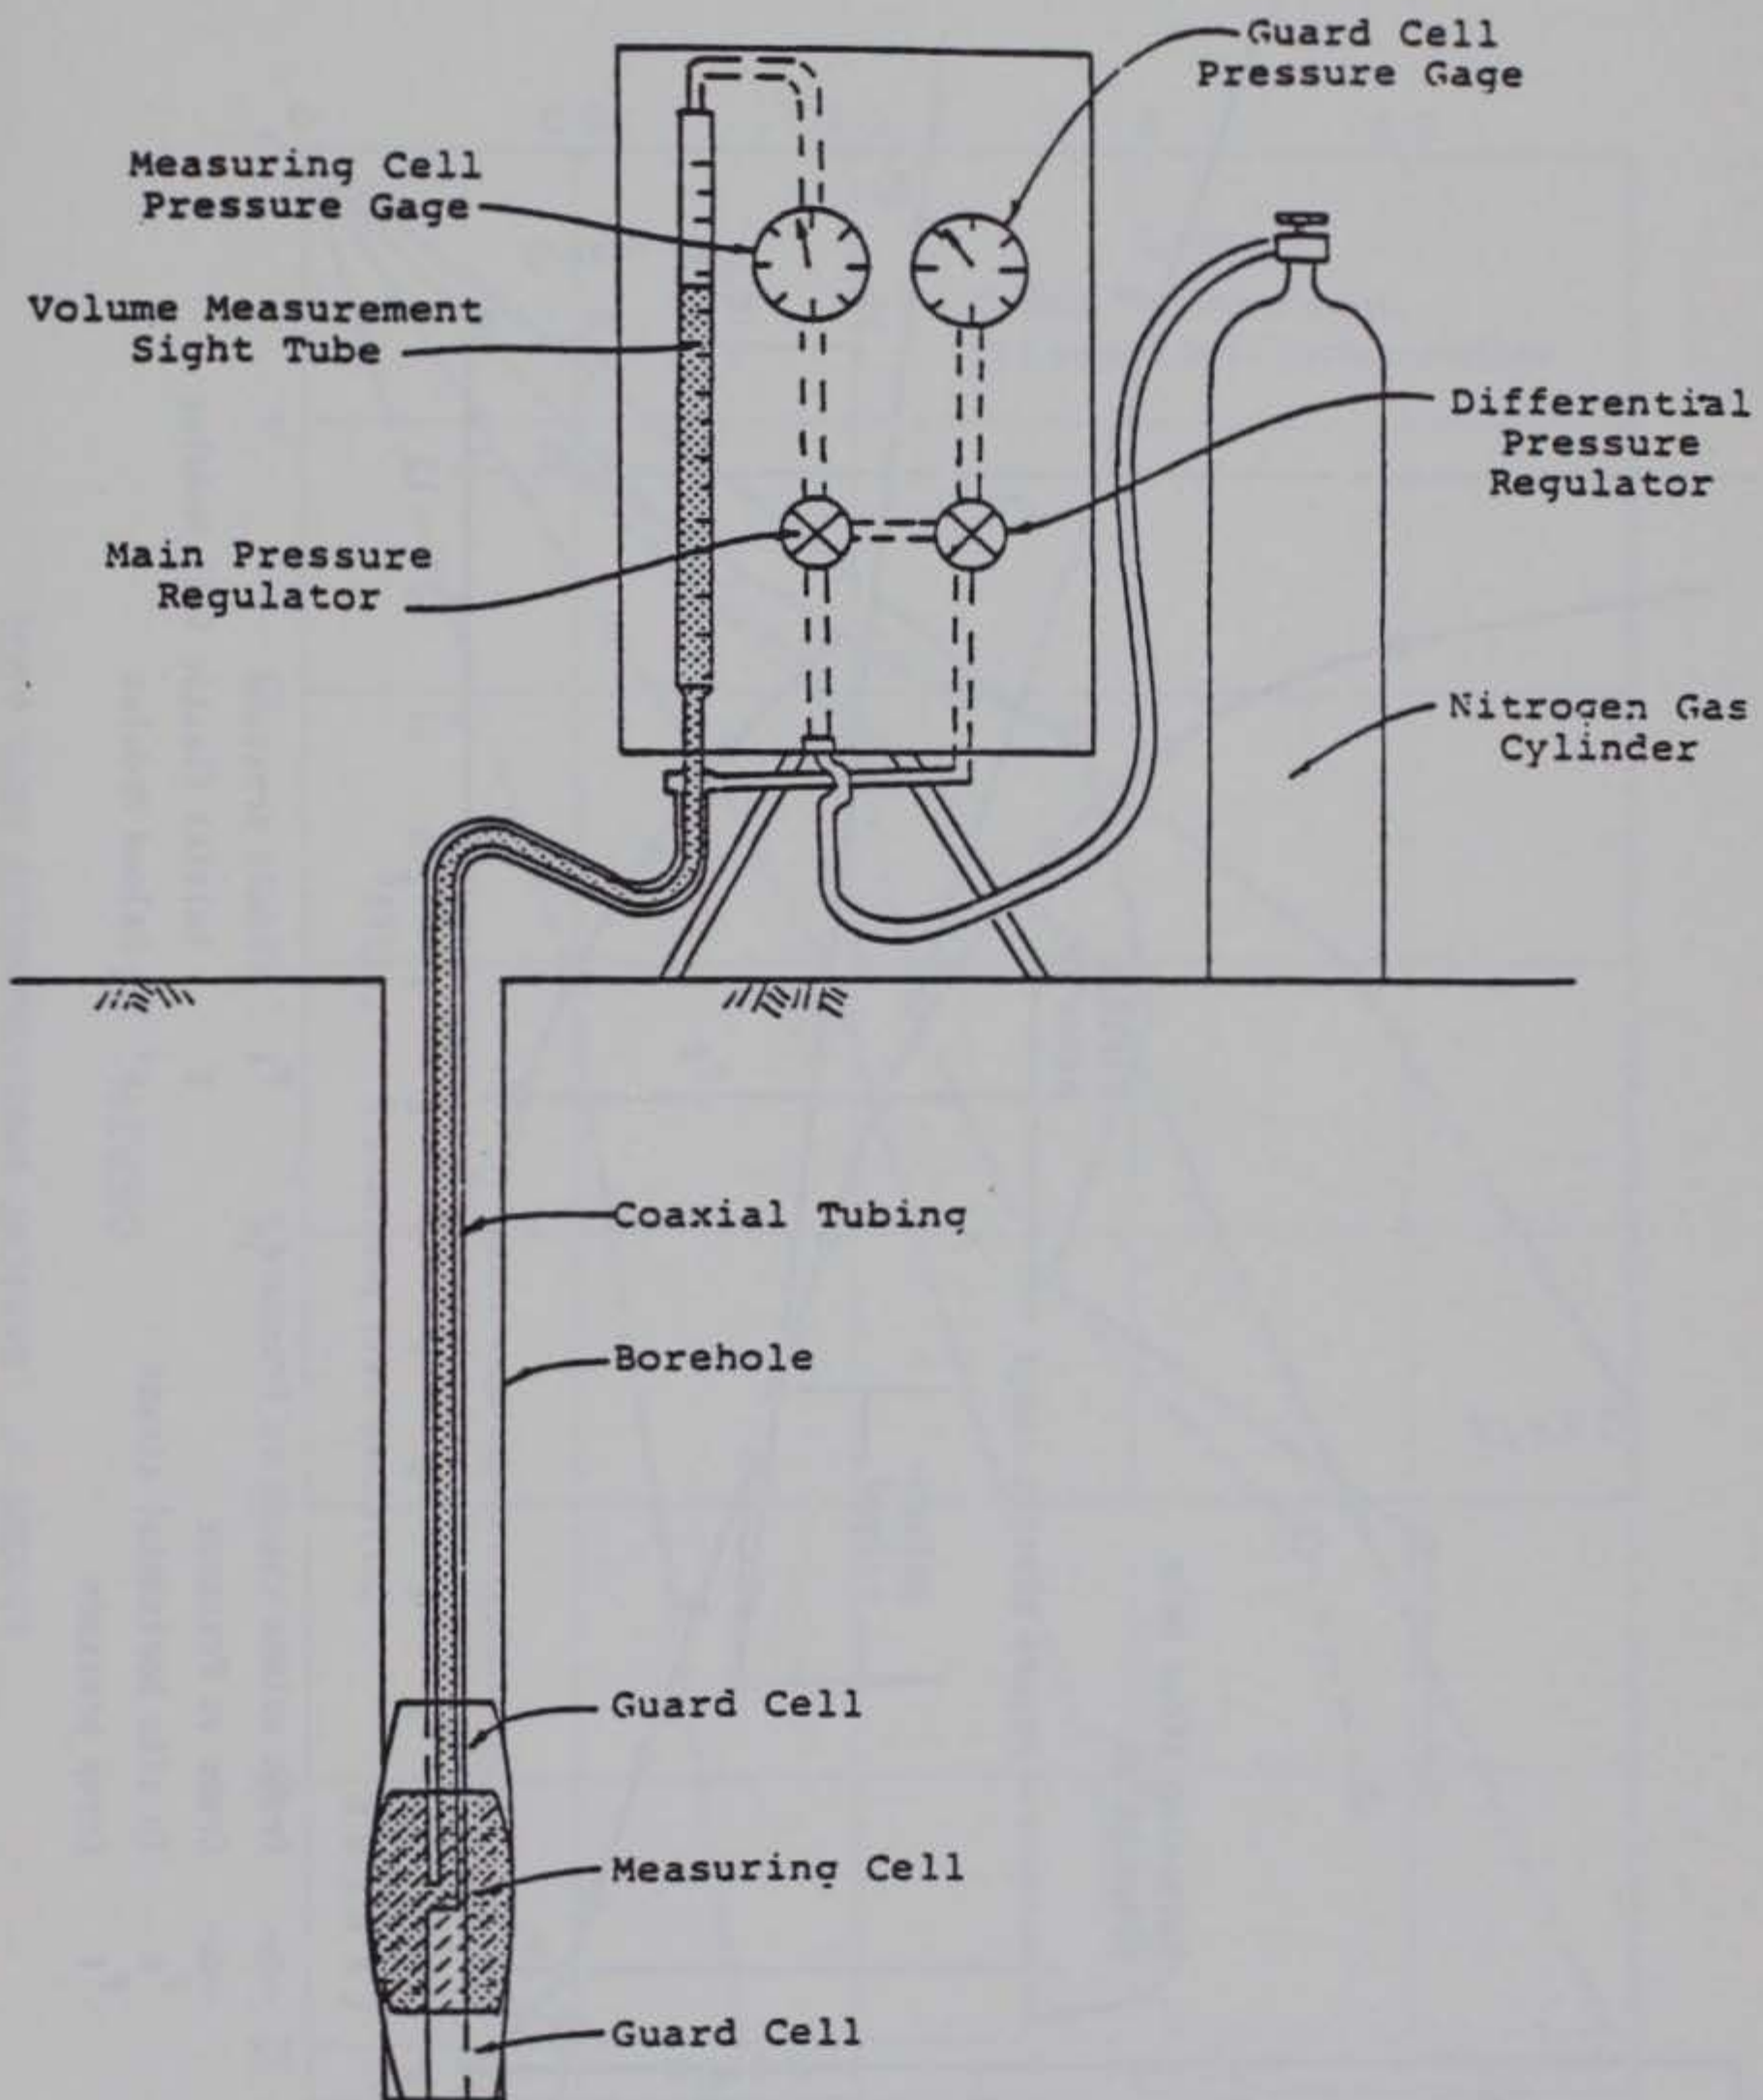 Guard Cell
Pressure Gage
Measuring Cell
Pressure Gage
Volume Measurement
Sight Tube
Differential
Pressure
Regulator
Main Pressure
Regulator
Nitrogen Gas
Cylinder
Coaxial Tubing
Borehole
Guard Cell
Measuring Cell
Guard Cell